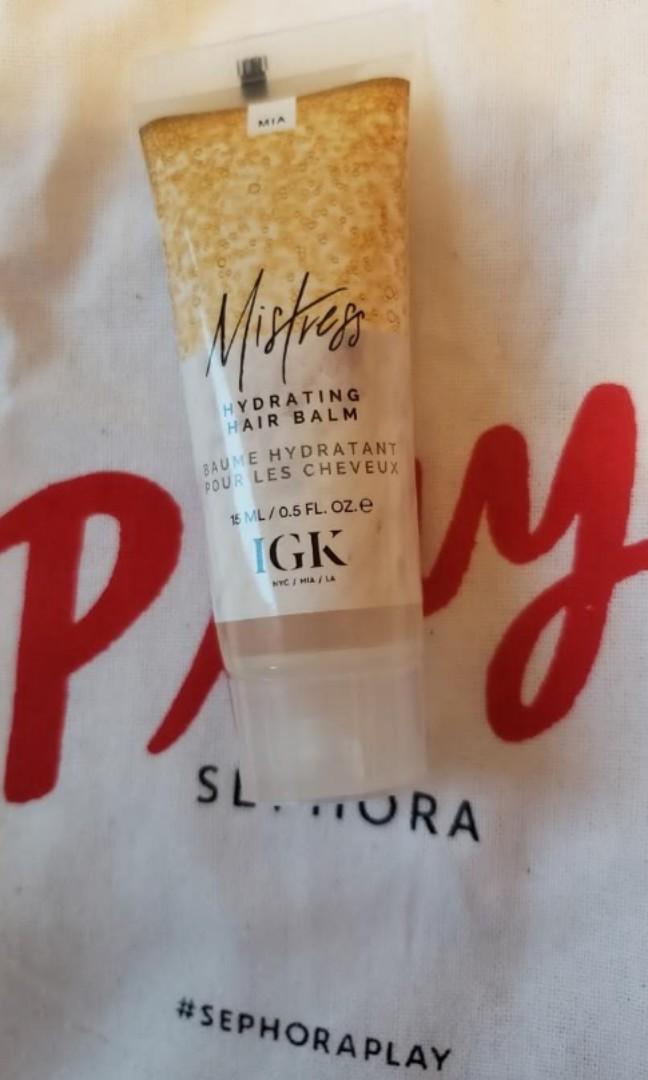 MIA
Mistress
HYDRATING
HAIR BALM
BAUME HYDRATANT
POUR LES CHEVEUX
15 ML / 0.5 FL. OZ. e
IGK
NYC / MIA / LA
#SEPHORAPLAY